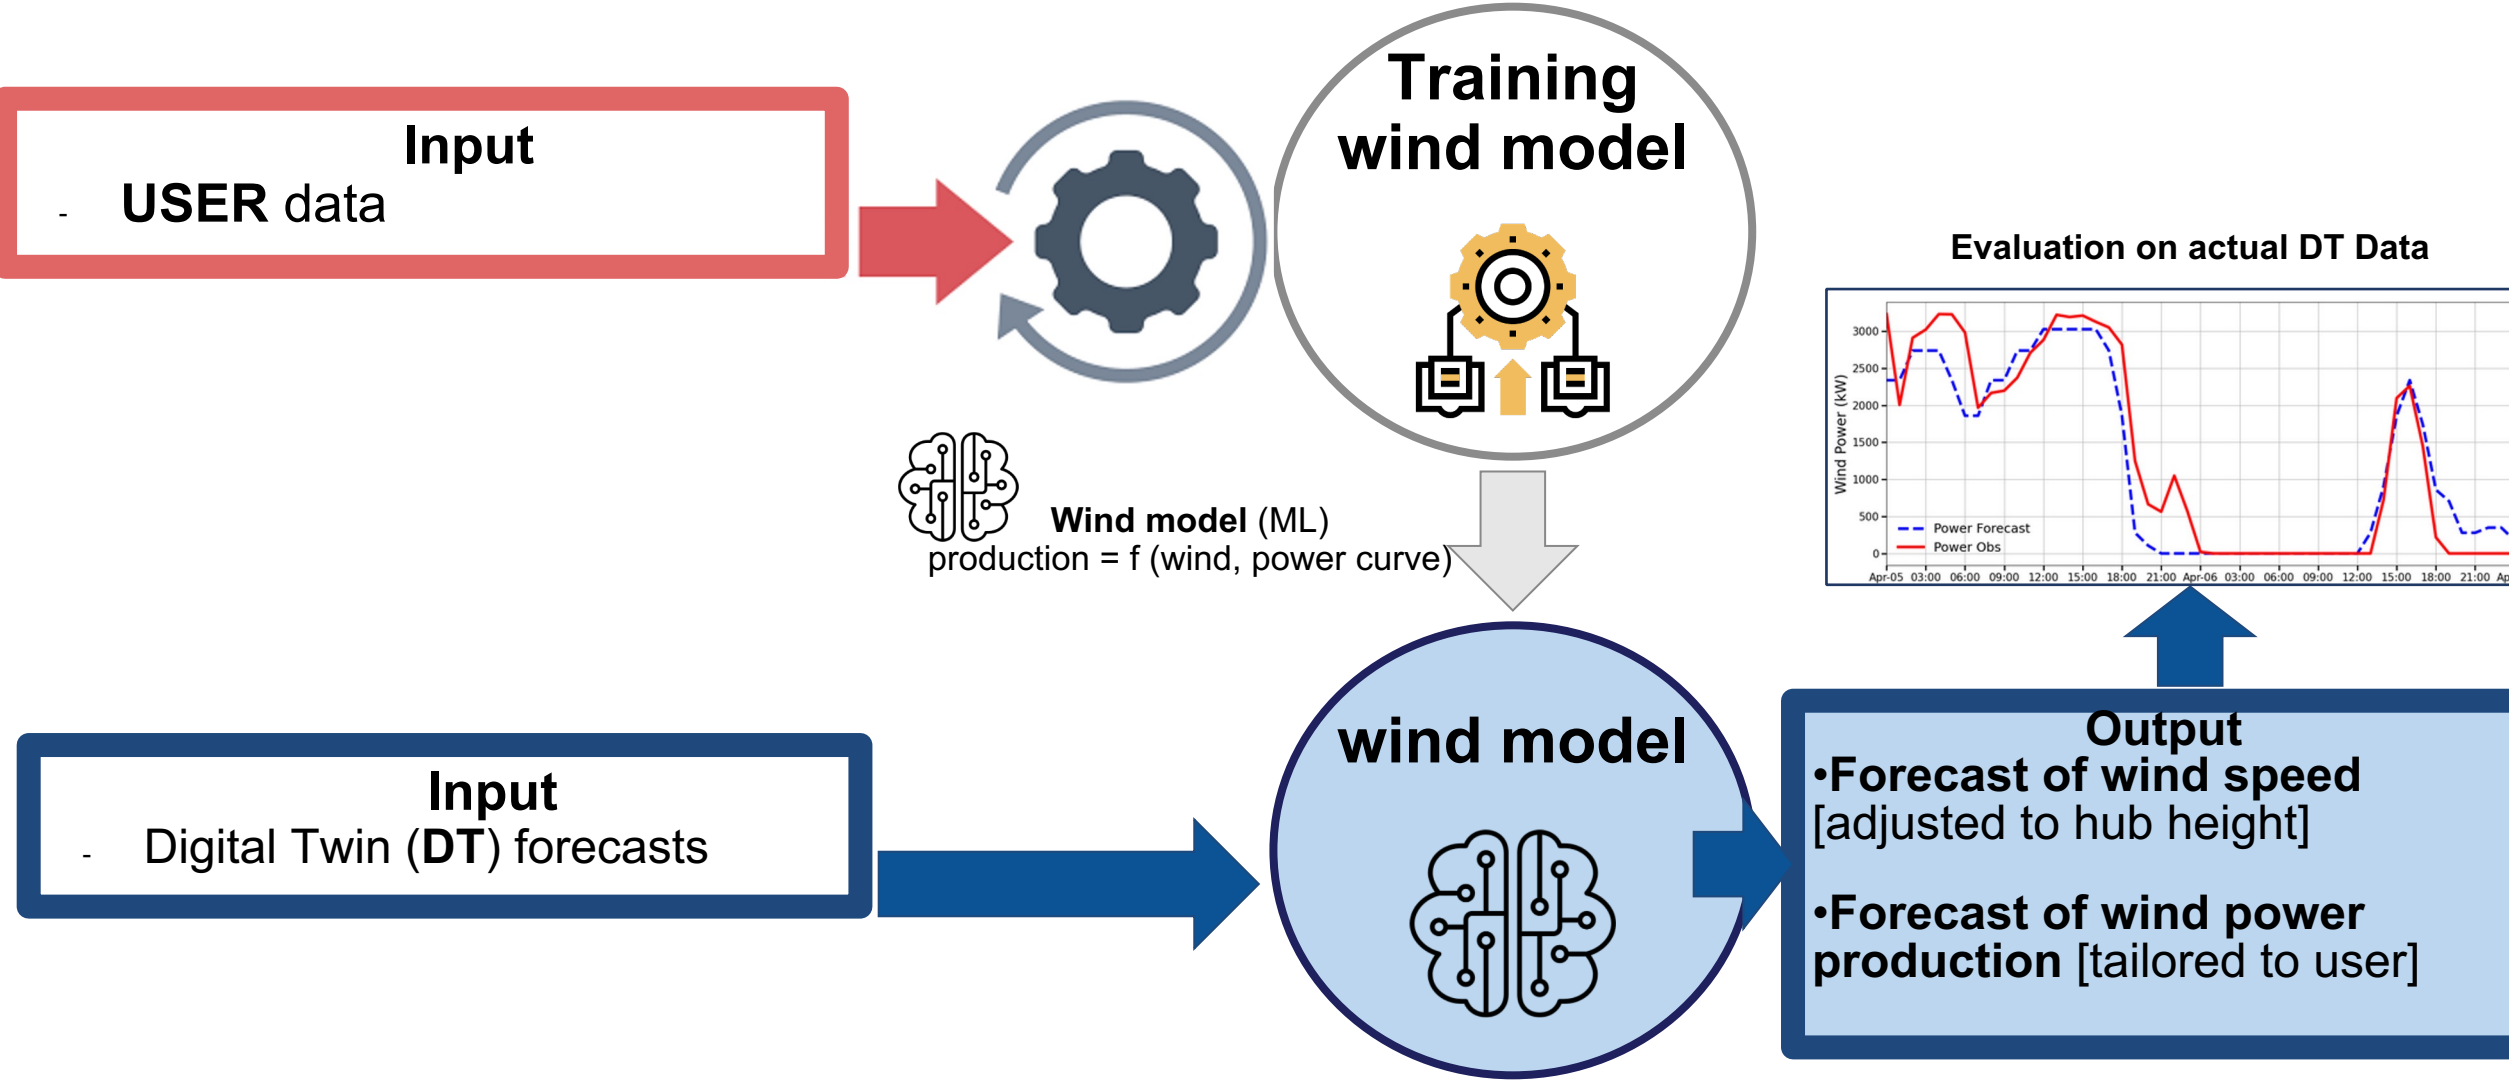 Training
wind model
Input
- USER data
Evaluation on actual DT Data
Wind Power (kW)
3000
2500
2000
1500
1000
500
0
Power Forecast
Power Obs
Apr-05 03:00 06:00 09:00 12:00 15:00 18:00 21:00 Apr-06 03:00 06:00 09:00 12:00 15:00 18:00 21:00 Ap
Wind model (ML)
production = f (wind, power curve)
wind model
Input
- Digital Twin (DT) forecasts
Output
•Forecast of wind speed
[adjusted to hub height]
•Forecast of wind power
production [tailored to user]